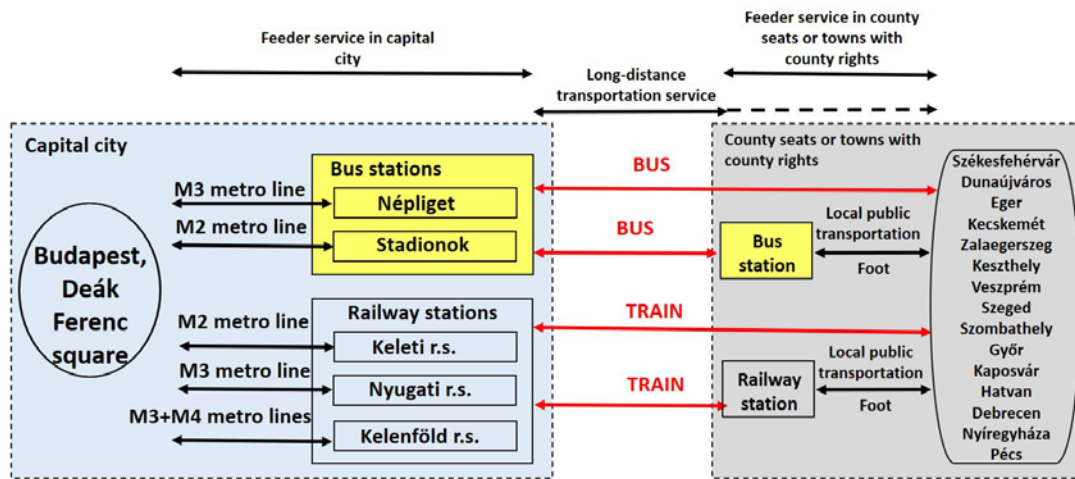 Feeder service in capital
city
Long-distance
transportation service
Feeder service in county
seats or towns with
county rights
Capital city
Budapest,
Deák
Ferenc
square
M3 metro line
M2 metro line
M2 metro line
M3 metro line
M3+M4 metro lines
Bus stations
Népliget
Stadionok
Railway stations
Keleti r.s.
Nyugati r.s.
Kelenföld r.s.
BUS
BUS
TRAIN
TRAIN
County seats or towns with
county rights
Bus
station
Local public
transportation
Foot
Railway
station
Local public
transportation
Foot
Székesfehérvár
Dunaújváros
Eger
Kecskemét
Zalaegerszeg
Keszthely
Veszprém
Szeged
Szombathely
Győr
Kaposvár
Hatvan
Debrecen
Nyíregyháza
Pécs